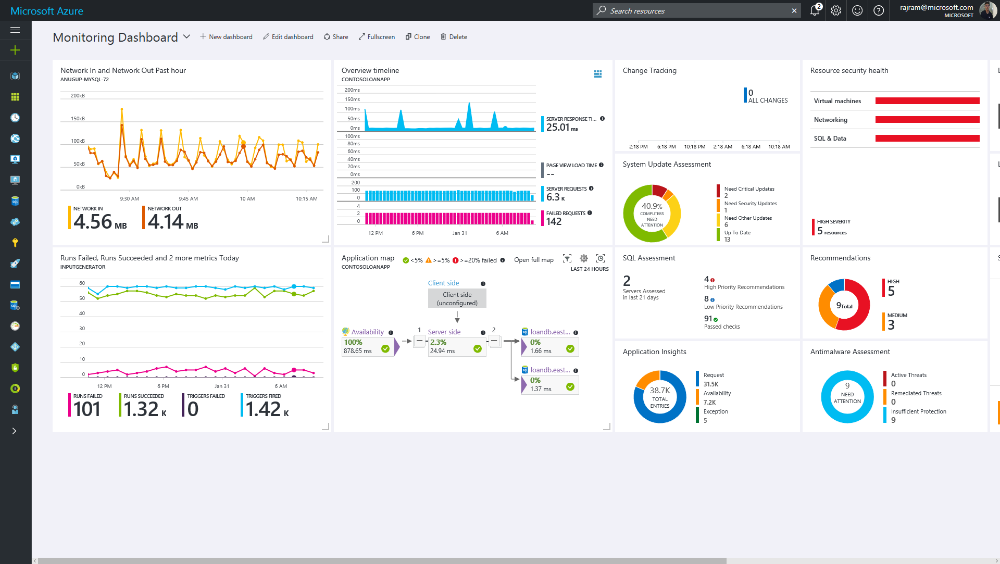 Microsoft Azure
Search resources
2
rajram@microsoft.com
MICROSOFT
Monitoring Dashboard
New dashboard
Edit dashboard
Share
Fullscreen
Clone
Delete
Network In and Network Out Past hour
ANUGUP-MYSQL-72
200kB
150kB
100kB
50kB
0kB
9:30 AM 9:45 AM 10 AM 10:15 AM
NETWORK IN
4.56 MB
NETWORK OUT
4.14 MB
Overview timeline
CONTOSOLOANAPP
200ms
150ms
100ms
50ms
0ms
SERVER RESPONSE TI...
25.01 ms
100ms
80ms
60ms
40ms
20ms
0ms
PAGE VIEW LOAD TIME
--
200
100
0
SERVER REQUESTS
6.3 K
4
2
0
FAILED REQUESTS
142
12 PM 6 PM Jan 31 6 AM
Change Tracking
0
ALL CHANGES
2:18 PM 6:18 PM 10:18 PM 2:18 AM 6:18 AM 10:18 AM
System Update Assessment
40.9%
COMPUTERS
NEED
ATTENTION
Need Critical Updates
2
Need Security Updates
1
Need Other Updates
6
Up To Date
13
Resource security health
Virtual machines
Networking
SQL & Data
HIGH SEVERITY
5 resources
Runs Failed, Runs Succeeded and 2 more metrics Today
INPUTGENERATOR
60
50
40
30
20
10
0
12 PM 6 PM Jan 31 6 AM
RUNS FAILED
101
RUNS SUCCEEDED
1.32 K
TRIGGERS FAILED
0
TRIGGERS FIRED
1.42 K
Application map
CONTOSOLOANAPP
<5% >=5% >=20% failed
Open full map
LAST 24 HOURS
Client side
Client side
(unconfigured)
Availability
100%
878.65 ms
1
Server side
2.3%
24.94 ms
2
loandb.east...
0%
1.66 ms
loandb.east...
0%
1.37 ms
SQL Assessment
2
Servers Assessed
in last 21 days
4
High Priority Recommendations
8
Low Priority Recommendations
91
Passed checks
Recommendations
9Total
HIGH
5
MEDIUM
3
Application Insights
38.7K
TOTAL
ENTRIES
Request
31.5K
Availability
7.2K
Exception
5
Antimalware Assessment
9
NEED
ATTENTION
Active Threats
0
Remediated Threats
0
Insufficient Protection
9
SQL
SQL
SQL
SQL